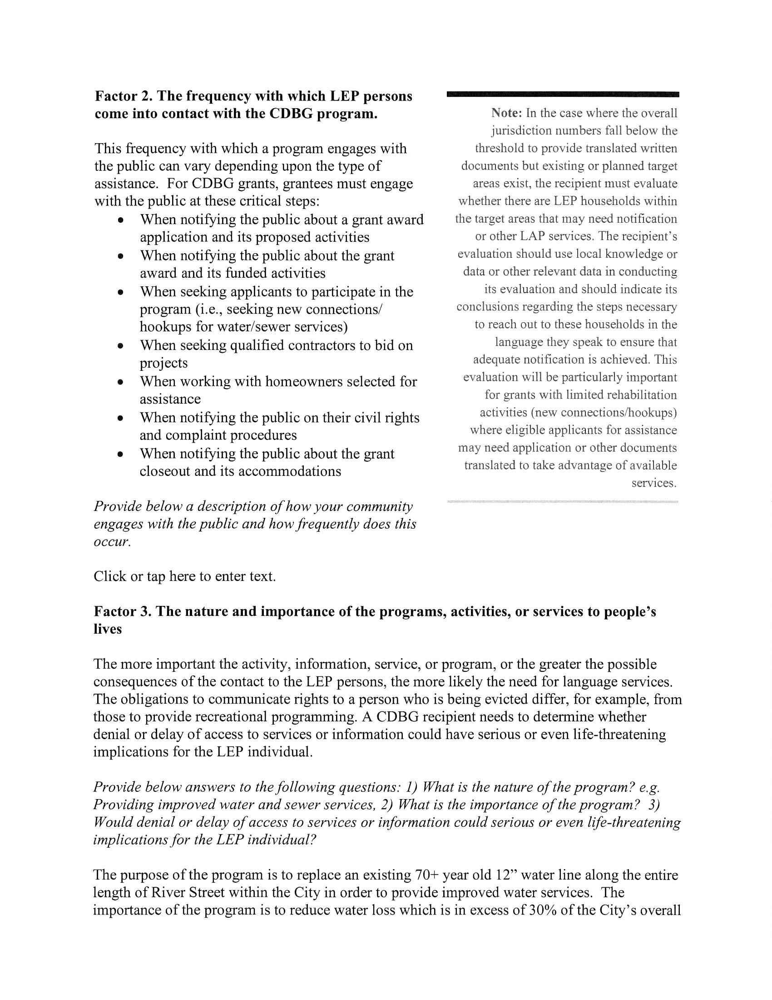 Factor 2. The frequency with which LEP persons
come into contact with the CDBG program.
This frequency with which a program engages with
the public can vary depending upon the type of
assistance.  For CDBG grants, grantees must engage
with the public at these critical steps:
• When notifying the public about a grant award
application and its proposed activities
• When notifying the public about the grant
award and its funded activities
• When seeking applicants to participate in the
program (i.e., seeking new connections/
hookups for water/sewer services)
• When seeking qualified contractors to bid on
projects
• When working with homeowners selected for
assistance
• When notifying the public on their civil rights
and complaint procedures
• When notifying the public about the grant
closeout and its accommodations
Provide below a description of how your community
engages with the public and how frequently does this
occur.
Click or tap here to enter text.
Note: In the case where the overall
jurisdiction numbers fall below the
threshold to provide translated written
documents but existing or planned target
areas exist, the recipient must evaluate
whether there are LEP households within
the target areas that may need notification
or other LAP services. The recipient's
evaluation should use local knowledge or
data or other relevant data in conducting
its evaluation and should indicate its
conclusions regarding the steps necessary
to reach out to these households in the
language they speak to ensure that
adequate notification is achieved. This
evaluation will be particularly important
for grants with limited rehabilitation
activities (new connections/hookups)
where eligible applicants for assistance
may need application or other documents
translated to take advantage of available
services.
Factor 3. The nature and importance of the programs, activities, or services to people's
lives
The more important the activity, information, service, or program, or the greater the possible
consequences of the contact to the LEP persons, the more likely the need for language services.
The obligations to communicate rights to a person who is being evicted differ, for example, from
those to provide recreational programming. A CDBG recipient needs to determine whether
denial or delay of access to services or information could have serious or even life-threatening
implications for the LEP individual.
Provide below answers to the following questions: 1) What is the nature of the program? e.g.
Providing improved water and sewer services, 2) What is the importance of the program?  3)
Would denial or delay of access to services or information could serious or even life-threatening
implications for the LEP individual?
The purpose of the program is to replace an existing 70+ year old 12” water line along the entire
length of River Street within the City in order to provide improved water services.  The
importance of the program is to reduce water loss which is in excess of 30% of the City's overall